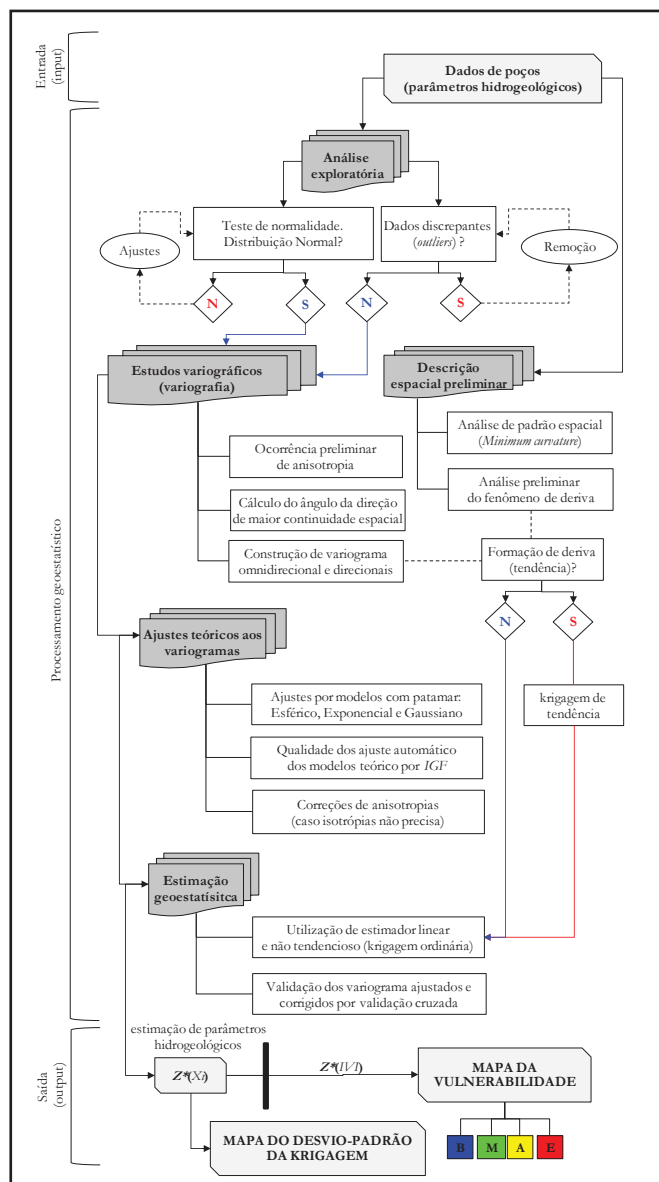 Entrada
(input)
Dados de poços
(parâmetros hidrogeológicos)
Processamento geoestatístico
Análise
exploratória
Teste de normalidade.
Distribuição Normal?
Dados discrepantes
(outliers) ?
Ajustes
Remoção
N
S
N
S
Estudos variográficos
(variografia)
Descrição
espacial preliminar
Ocorrência preliminar
de anisotropia
Cálculo do ângulo da direção
de maior continuidade espacial
Construção de variograma
omnidirecional e direcionais
Análise de padrão espacial
(Minimum curvature)
Análise preliminar
do fenômeno de deriva
Formação de deriva
(tendência)?
N
S
krigagem de
tendência
Ajustes teóricos aos
variogramas
Ajustes por modelos com patamar:
Esférico, Exponencial e Gaussiano
Qualidade dos ajuste automático
dos modelos teórico por IGF
Correções de anisotropias
(caso isotrópias não precisa)
Estimação
geoestatísitca
Utilização de estimador linear
e não tendencioso (krigagem ordinária)
Validação dos variograma ajustados e
corrigidos por validação cruzada
Saída
(output)
estimação de parâmetros
hidrogeológicos
Z*(Xi)
Z*(IVI)
MAPA DA
VULNERABILIDADE
B
M
A
E
MAPA DO DESVIO-PADRÃO
DA KRIGAGEM